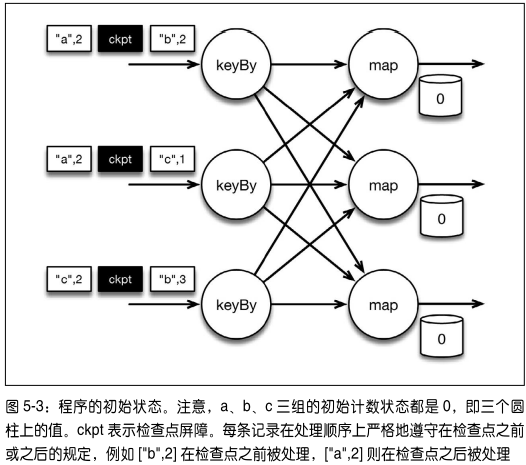 "a",2 ckpt "b",2
keyBy map
0
"a",2 ckpt "c",1
keyBy map
0
"c",2 ckpt "b",3
keyBy map
0
图 5-3：程序的初始状态。注意，a、b、c 三组的初始计数状态都是 0，即三个圆
柱上的值。ckpt 表示检查点屏障。每条记录在处理顺序上严格地遵守在检查点之前
或之后的规定，例如 ["b",2] 在检查点之前被处理，["a",2] 则在检查点之后被处理